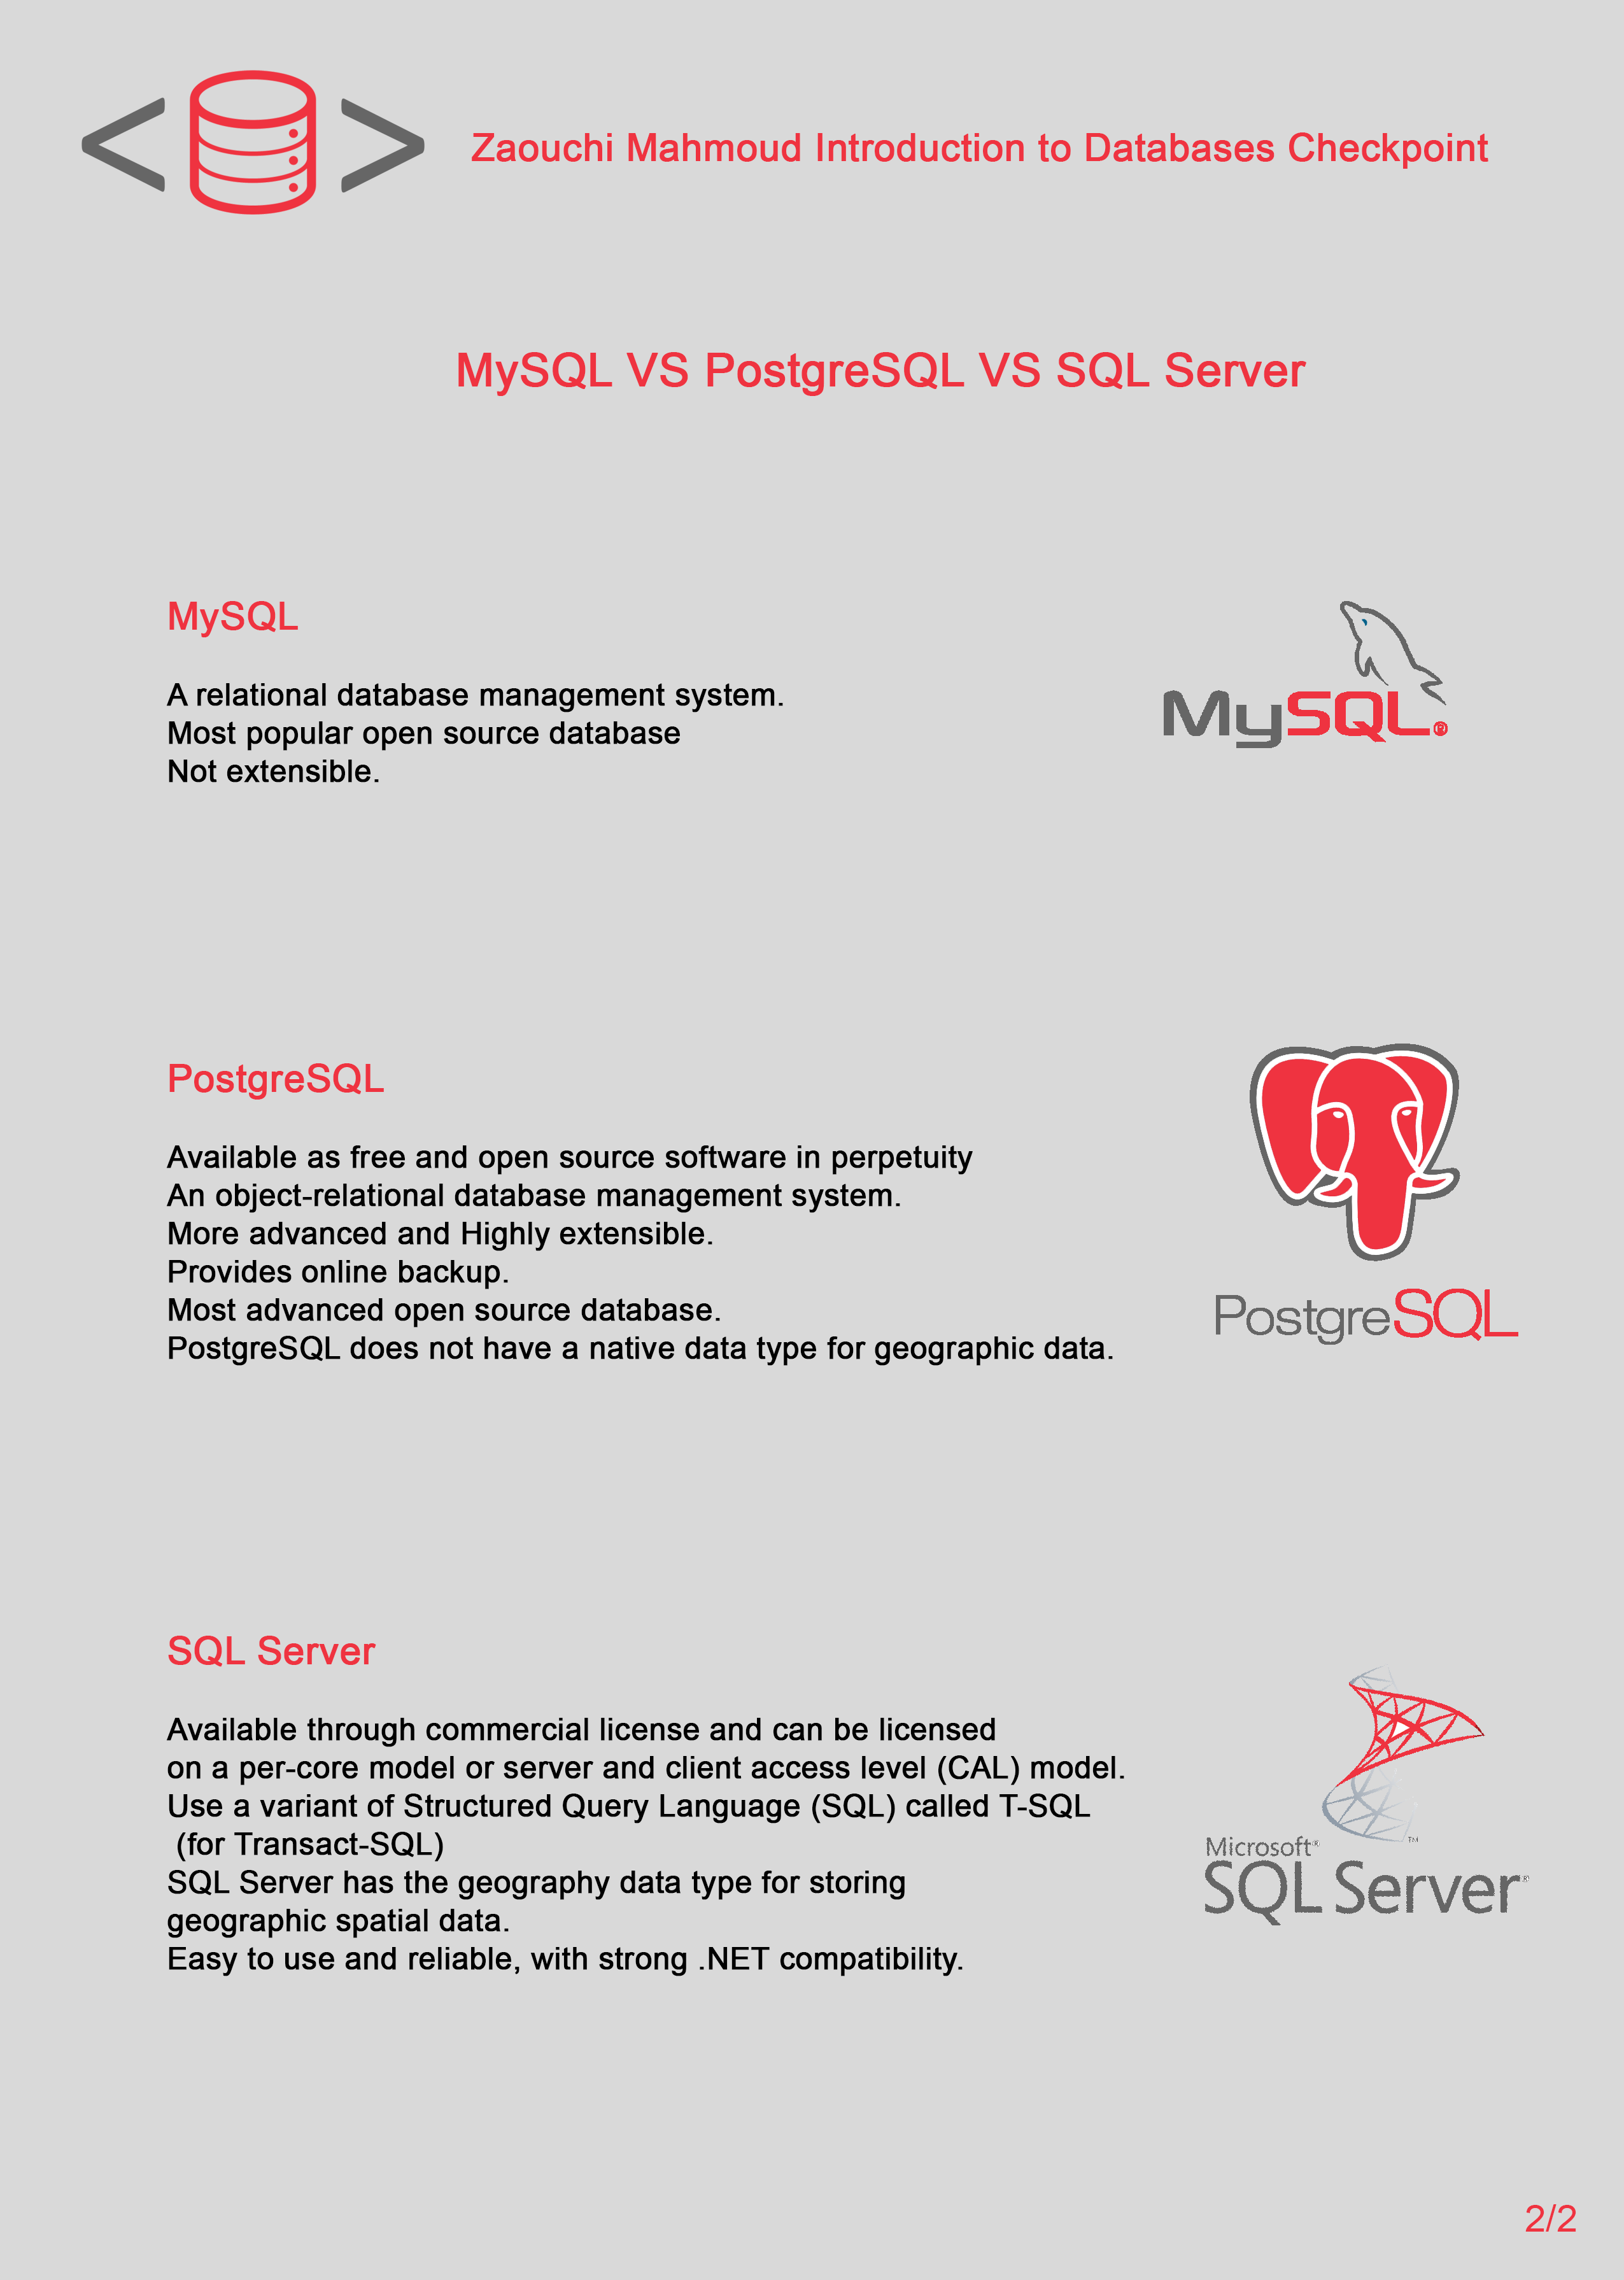 Zaouchi Mahmoud Introduction to Databases Checkpoint
MySQL VS PostgreSQL VS SQL Server
MySQL
A relational database management system.
Most popular open source database
Not extensible.
MySQL®
PostgreSQL
Available as free and open source software in perpetuity
An object-relational database management system.
More advanced and Highly extensible.
Provides online backup.
Most advanced open source database.
PostgreSQL does not have a native data type for geographic data.
PostgreSQL
SQL Server
Available through commercial license and can be licensed
on a per-core model or server and client access level (CAL) model.
Use a variant of Structured Query Language (SQL) called T-SQL
(for Transact-SQL)
SQL Server has the geography data type for storing
geographic spatial data.
Easy to use and reliable, with strong .NET compatibility.
™
Microsoft®
SQL Server®
2/2